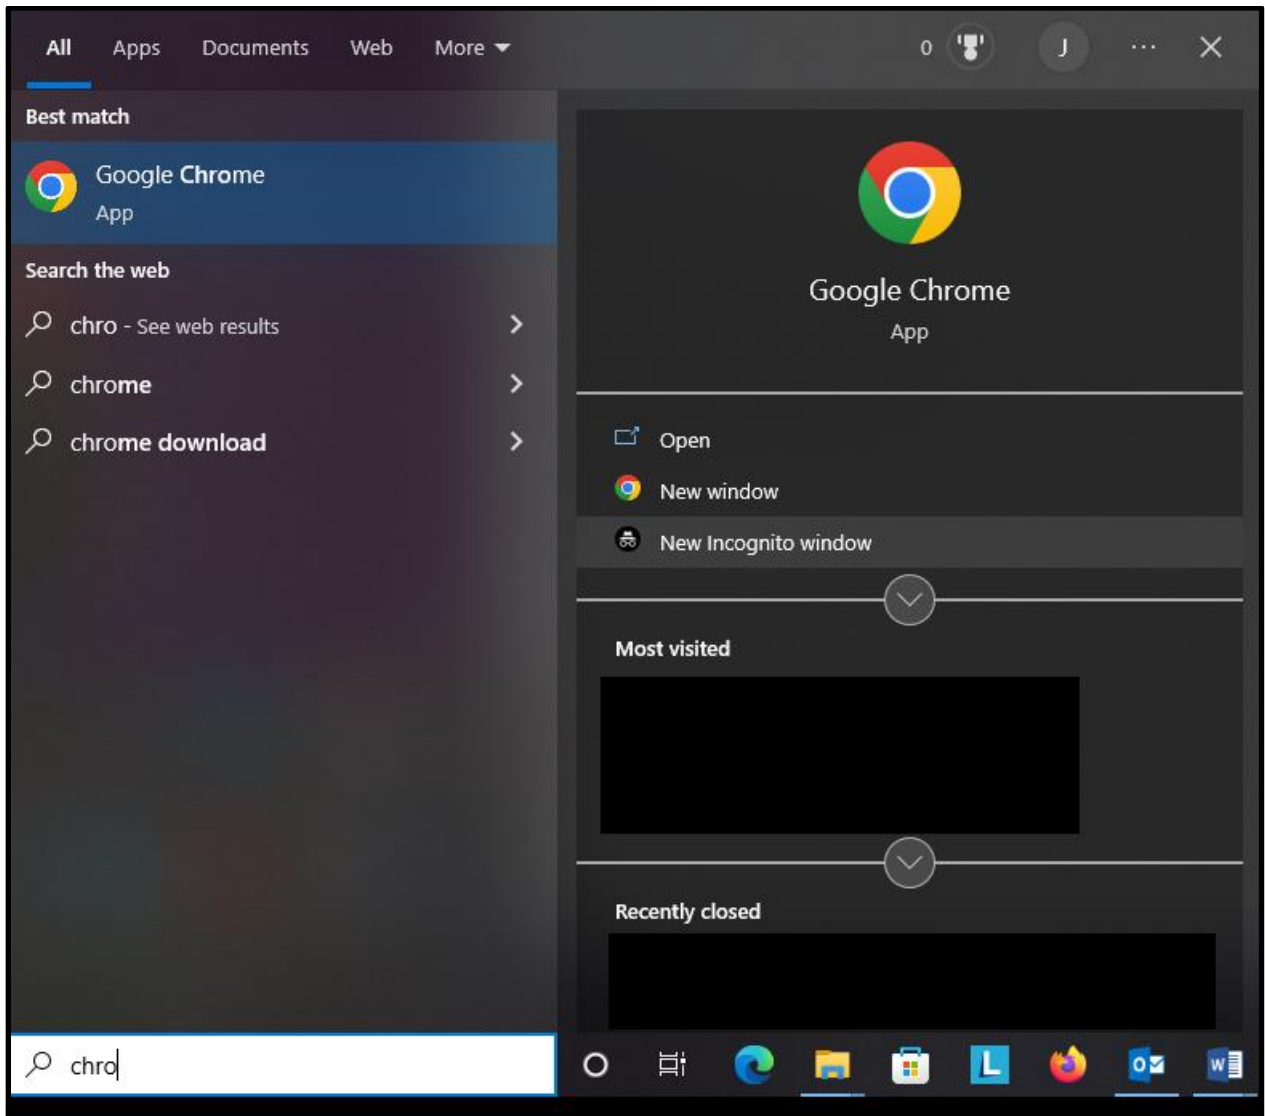 All Apps Documents Web More 0 J ...
Best match
Google Chrome
App
Search the web
chro - See web results
chrome
chrome download
Google Chrome
App
Open
New window
New Incognito window
Most visited
Recently closed
chro